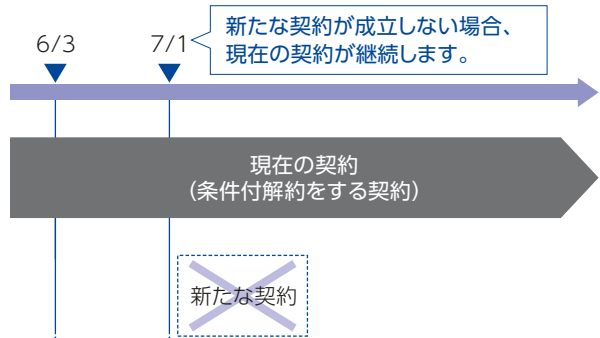 6/3
7/1
新たな契約が成立しない場合、
現在の契約が継続します。
現在の契約
（条件付解約をする契約）
新たな契約